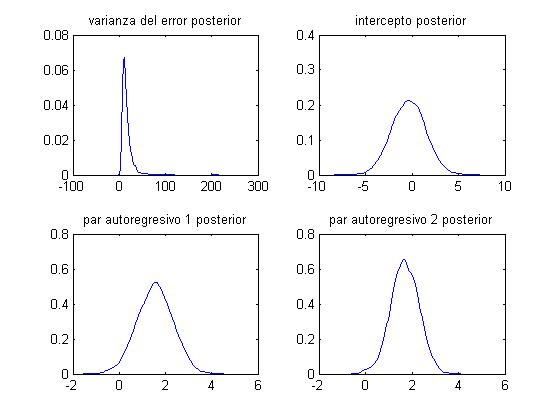 varianza del error posterior
0.08
0.06
0.04
0.02
0
-100 0 100 200 300
intercepto posterior
0.4
0.3
0.2
0.1
0
-10 -5 0 5 10
par autoregresivo 1 posterior
0.8
0.6
0.4
0.2
0
-2 0 2 4 6
par autoregresivo 2 posterior
0.8
0.6
0.4
0.2
0
-2 0 2 4 6